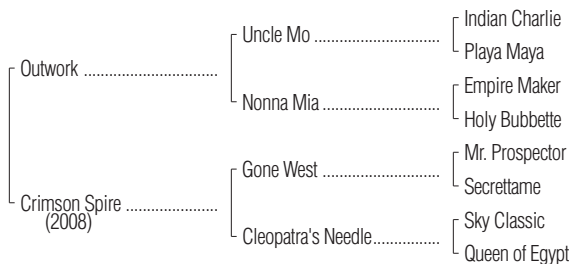 Indian Charlie
Uncle Mo ..................................
Playa Maya
Outwork ....................................
Empire Maker
Nonna Mia ................................
Holy Bubbette
Mr. Prospector
Gone West ................................
Secrettame
Crimson Spire .........................
(2008)
Sky Classic
Cleopatra's Needle..................
Queen of Egypt